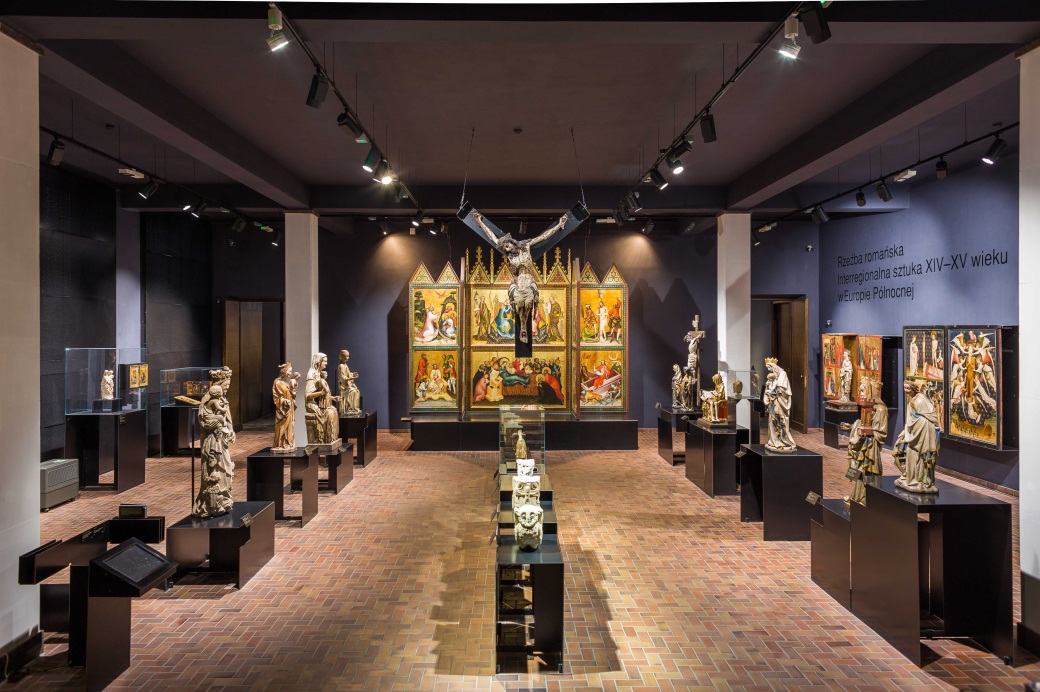 Rzeźba romańska
Interregionalna sztuka XIV–XV wieku
w Europie Północnej